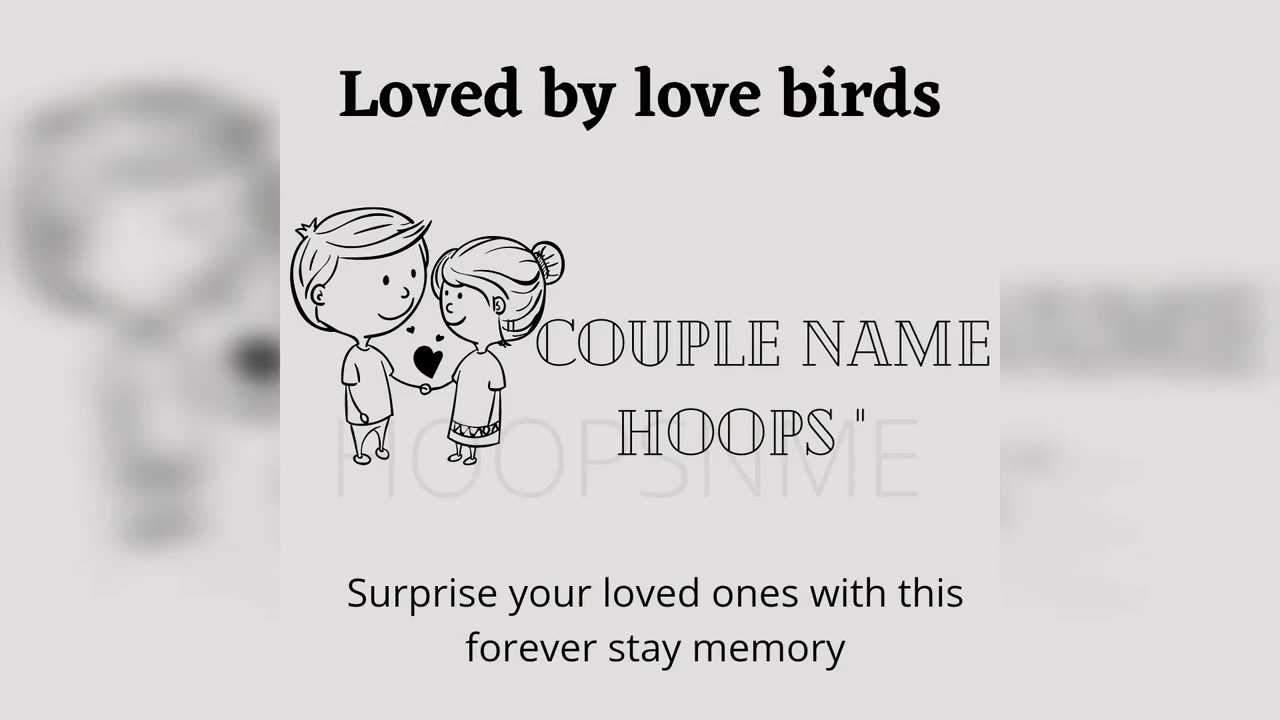 Loved by love birds
COUPLE NAME
HOOPS "
HOOPSNME
Surprise your loved ones with this
forever stay memory